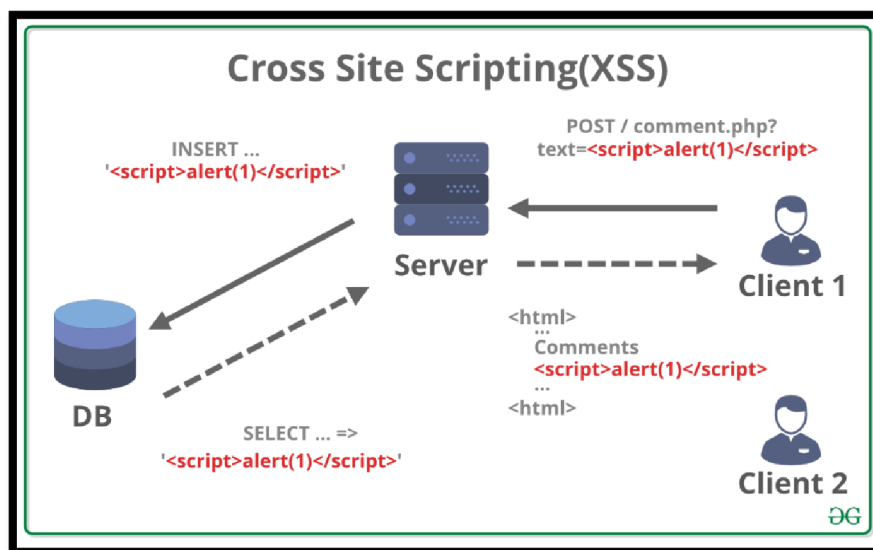 Cross Site Scripting(XSS)
INSERT ...
'<script>alert(1)</script>'
POST / comment.php?
text=<script>alert(1)</script>
Server
Client 1
<html>
...
Comments
<script>alert(1)</script>
...
<html>
DB
SELECT ... =>
'<script>alert(1)</script>'
Client 2